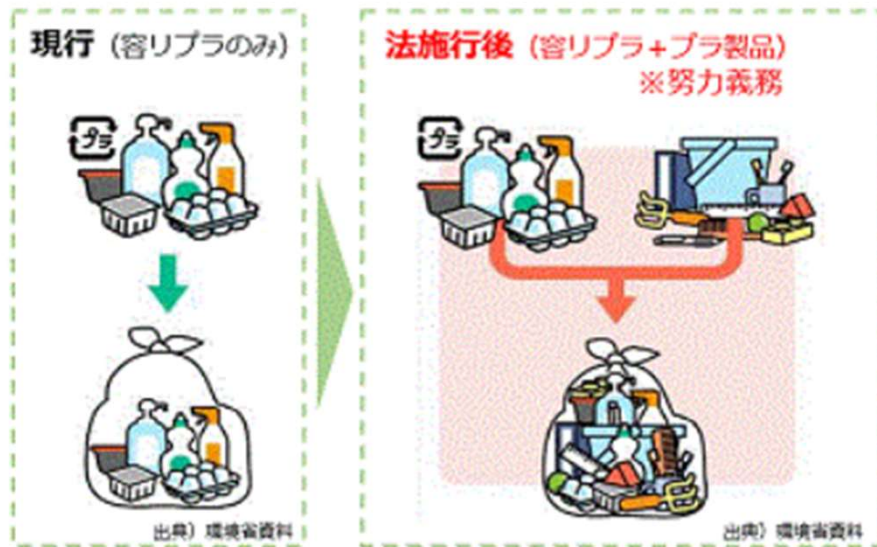 現行（容リプラのみ）
プラ
出典）環境省資料
法施行後（容リプラ＋プラ製品）
※努力義務
プラ
出典）環境省資料